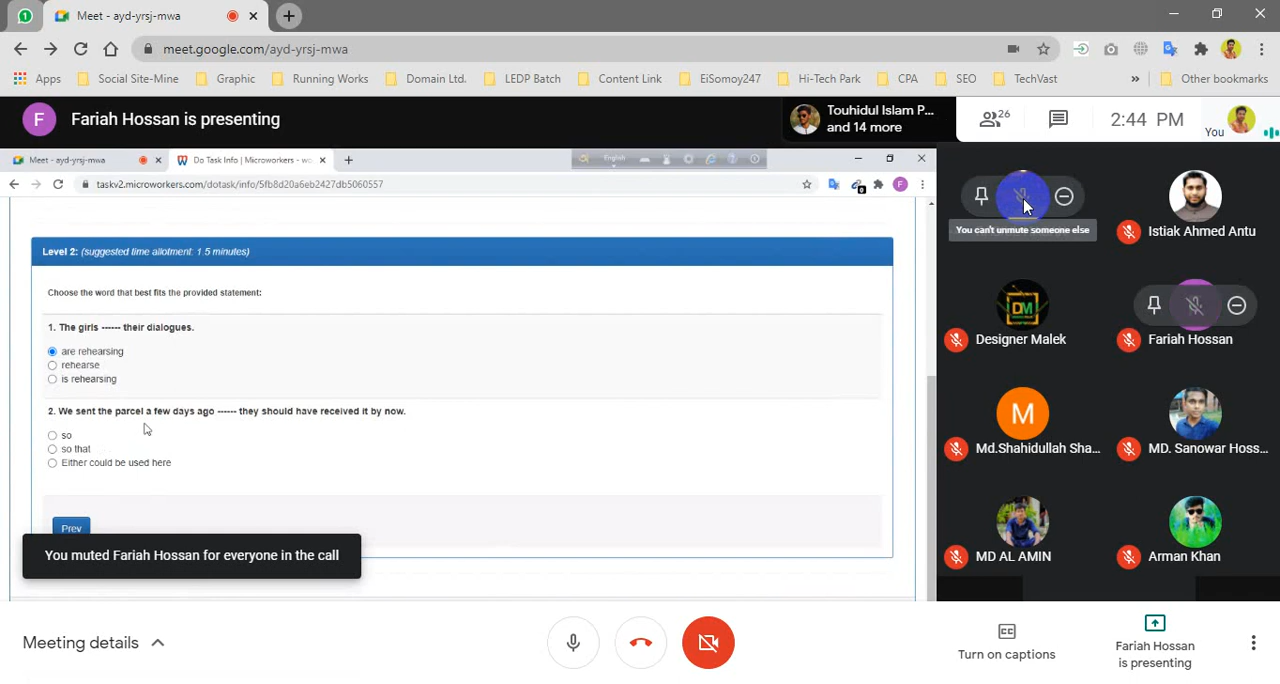 Meet - ayd-yrsj-mwa
meet.google.com/ayd-yrsj-mwa
Apps
Social Site-Mine
Graphic
Running Works
Domain Ltd.
LEDP Batch
Content Link
EiSomoy247
Hi-Tech Park
CPA
SEO
TechVast
»
Other bookmarks
F
Fariah Hossan is presenting
Touhidul Islam P...
and 14 more
26
2:44 PM
You
Meet - ayd-yrsj-mwa
Do Task Info | Microworkers - wo
English
taskv2.microworkers.com/dotask/info/5fb8d20a6eb2427db5060557
0
F
Level 2: (suggested time allotment: 1.5 minutes)
Choose the word that best fits the provided statement:
1. The girls ------ their dialogues.
are rehearsing
rehearse
is rehearsing
2. We sent the parcel a few days ago ------ they should have received it by now.
so
so that
Either could be used here
Prev
You muted Fariah Hossan for everyone in the call
You can't unmute someone else
Istiak Ahmed Antu
DM
Designer Malek
Fariah Hossan
M
Md.Shahidullah Sha...
MD. Sanowar Hoss...
MD AL AMIN
Arman Khan
Meeting details
CC
Turn on captions
Fariah Hossan
is presenting